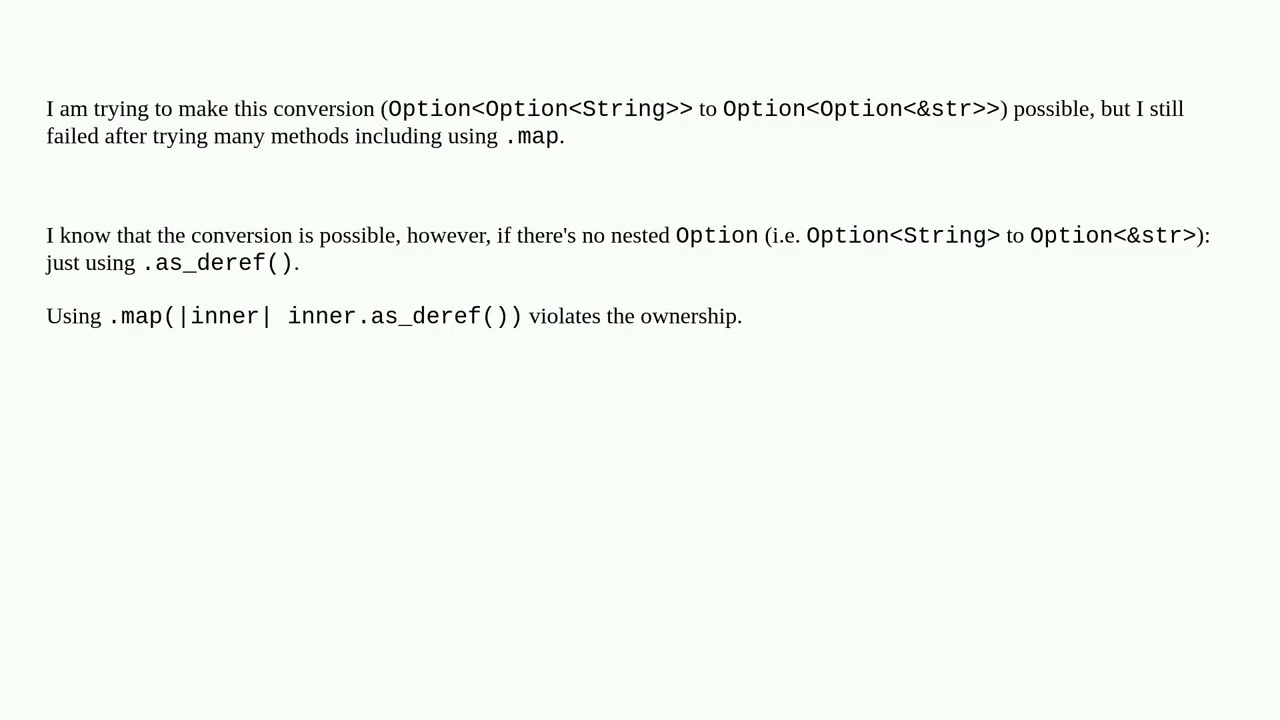 I am trying to make this conversion (Option<Option<String>> to Option<Option<&str>>) possible, but I still
failed after trying many methods including using .map.
I know that the conversion is possible, however, if there's no nested Option (i.e. Option<String> to Option<&str>):
just using .as_deref().
Using .map(|inner| inner.as_deref()) violates the ownership.